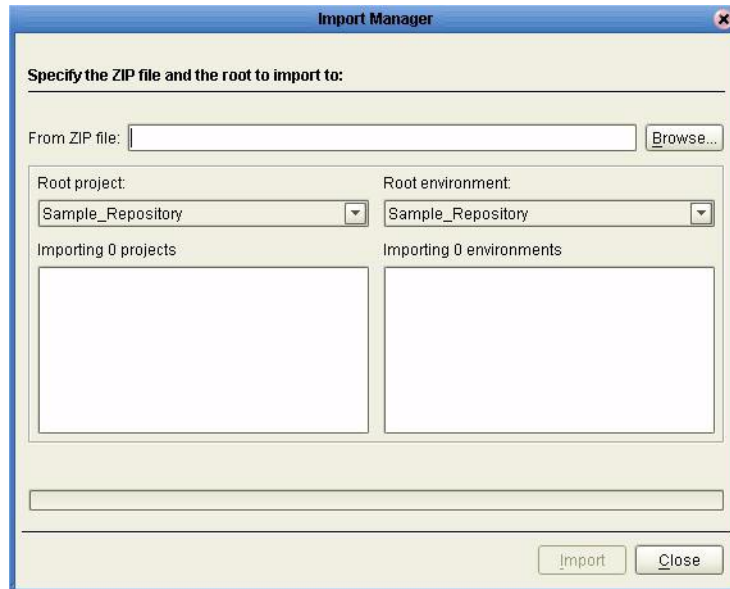 Import Manager
Specify the ZIP file and the root to import to:
From ZIP file:
Browse...
Root project:
Root environment:
Sample_Repository
Sample_Repository
Importing 0 projects
Importing 0 environments
Import
Close